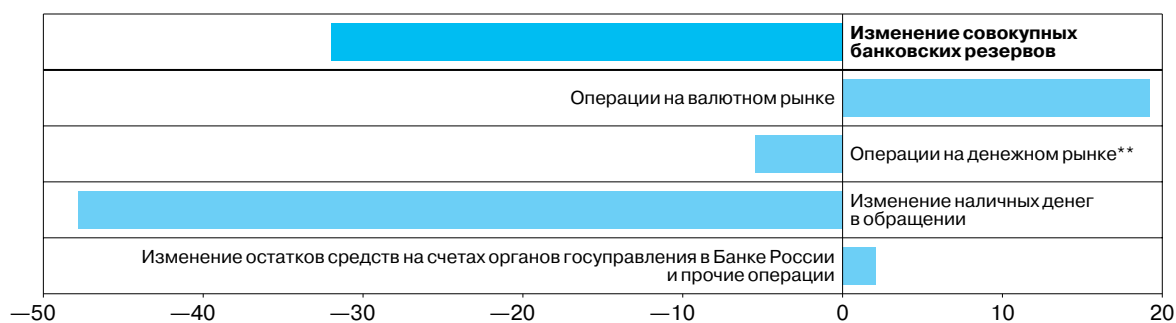 Изменение совокупных
банковских резервов
Операции на валютном рынке
Операции на денежном рынке**
Изменение наличных денег
в обращении
Изменение остатков средств на счетах органов госуправления в Банке России
и прочие операции
—50 —40 —30 —20 —10 0 10 20